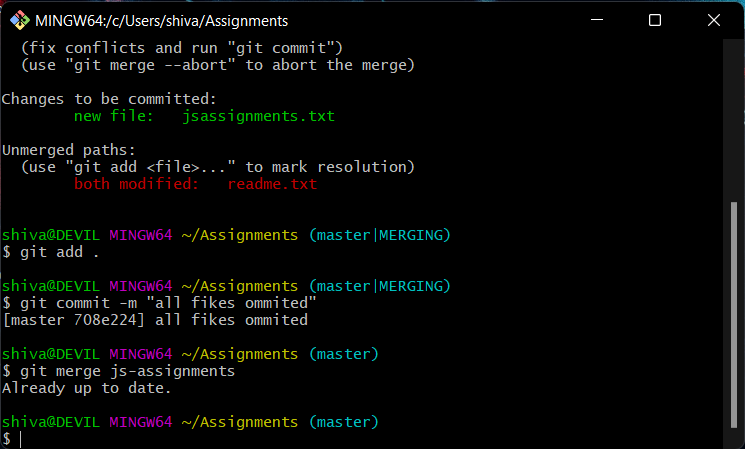 MINGW64:/c/Users/shiva/Assignments
(fix conflicts and run "git commit")
(use "git merge --abort" to abort the merge)
Changes to be committed:
new file:   jsassignments.txt
Unmerged paths:
(use "git add <file>..." to mark resolution)
both modified:   readme.txt
shiva@DEVIL MINGW64 ~/Assignments (master|MERGING)
$ git add .
shiva@DEVIL MINGW64 ~/Assignments (master|MERGING)
$ git commit -m "all fikes ommited"
[master 708e224] all fikes ommited
shiva@DEVIL MINGW64 ~/Assignments (master)
$ git merge js-assignments
Already up to date.
shiva@DEVIL MINGW64 ~/Assignments (master)
$